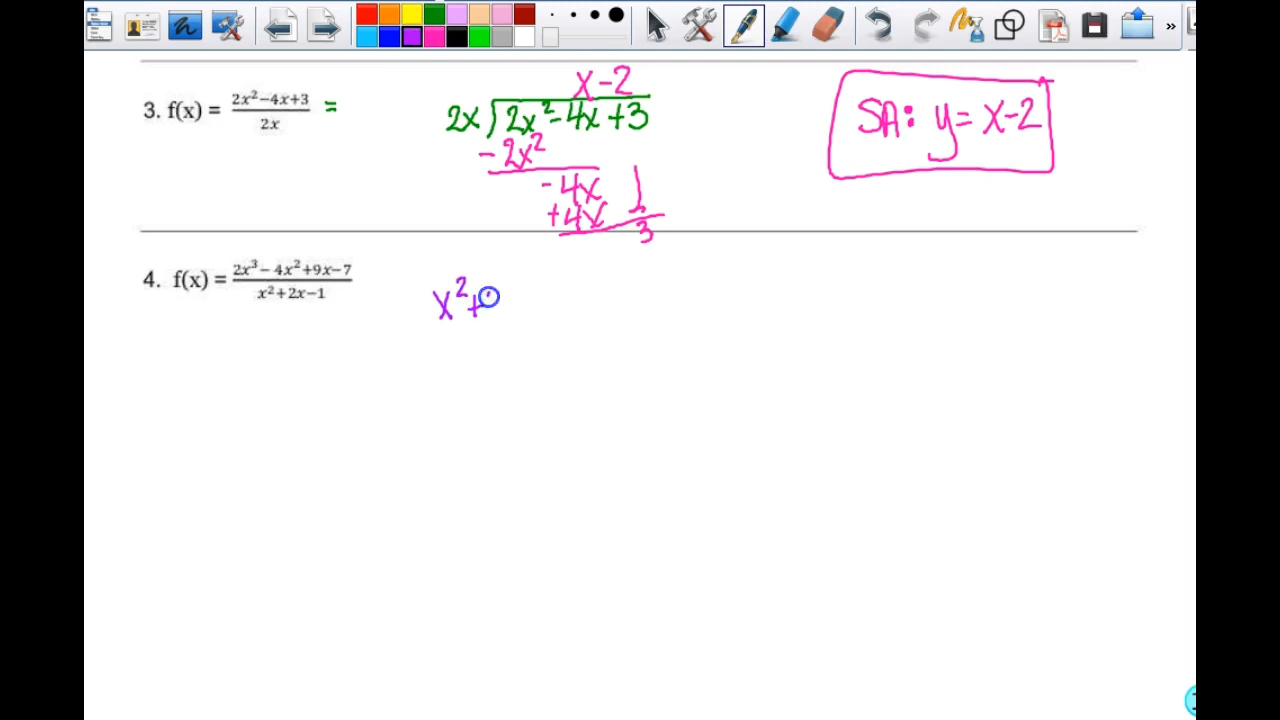 x-2
3. f(x) = 2x²-4x+3 / 2x = 2x ) 2x²-4x+3
SA: y = x-2
-2x²
-4x
+4x
3
4. f(x) = 2x³- 4x²+9x-7 / x²+2x-1
x²+